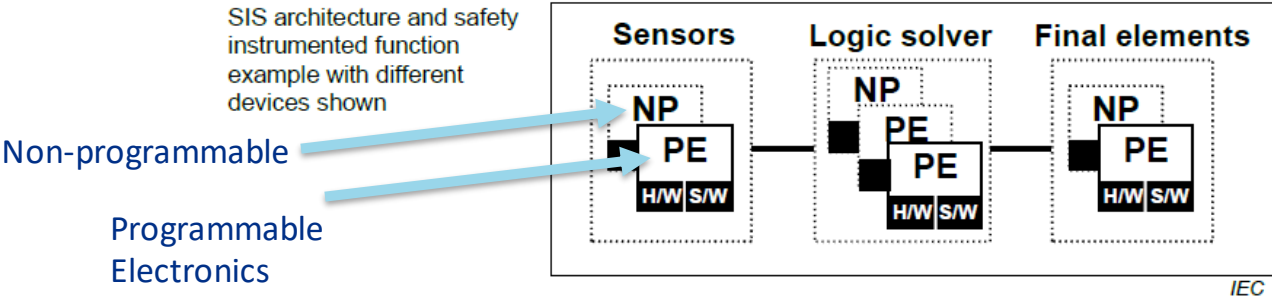 SIS architecture and safety
instrumented function
example with different
devices shown
Non-programmable
Programmable
Electronics
Sensors
Logic solver
Final elements
NP
PE
H/W S/W
NP
PE
PE
H/W S/W
NP
PE
H/W S/W
IEC